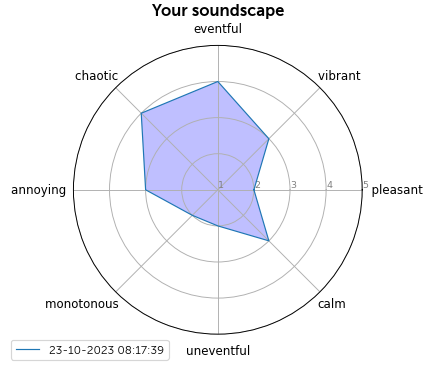 Your soundscape
eventful
chaotic
vibrant
annoying
1
2
3
4
5
pleasant
monotonous
calm
uneventful
23-10-2023 08:17:39